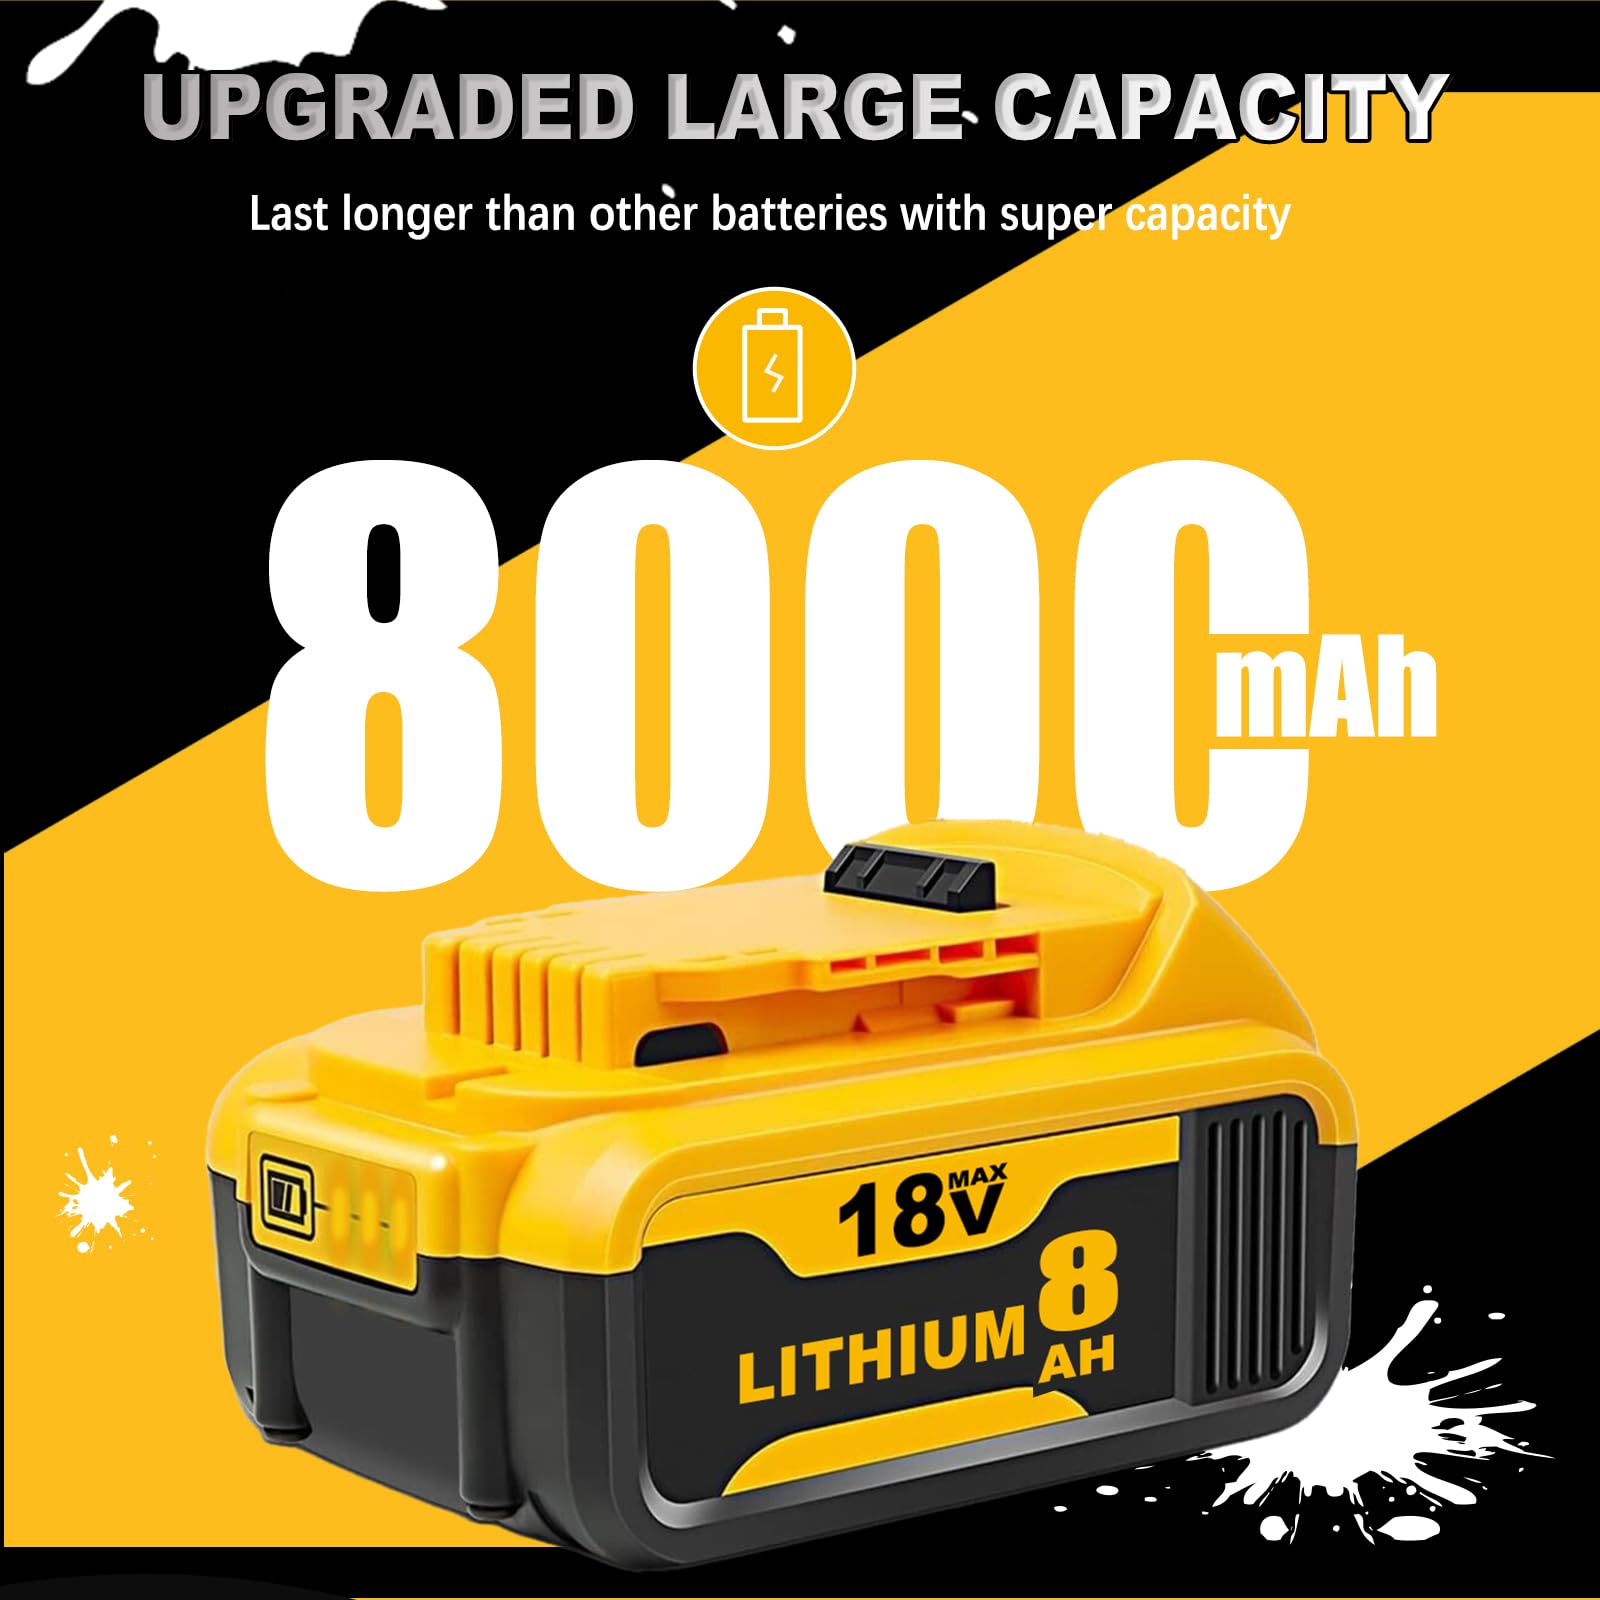 UPGRADED LARGE CAPACITY
Last longer than other batteries with super capacity
8000mAh
18V MAX
LITHIUM 8 AH